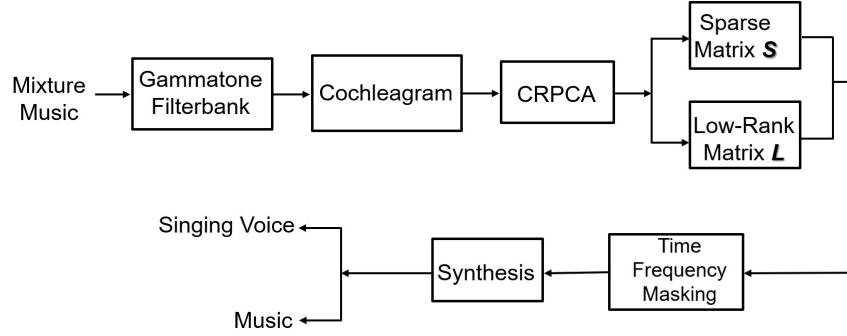 Mixture
Music
Gammatone
Filterbank
Cochleagram
CRPCA
Sparse
Matrix S
Low-Rank
Matrix L
Singing Voice
Music
Synthesis
Time
Frequency
Masking